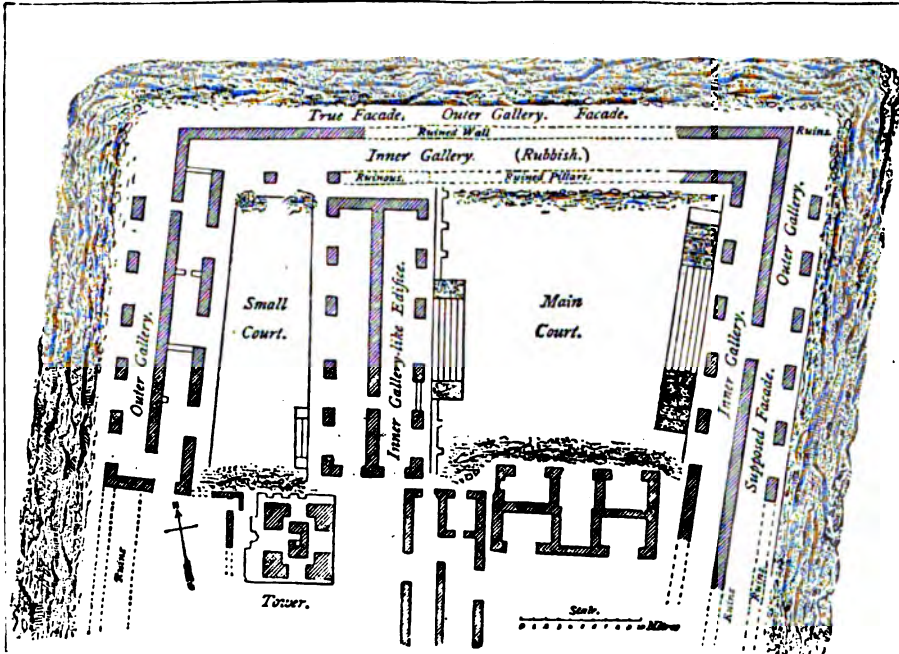 True Facade. Outer Gallery. Facade.
Ruined Wall
Ruins.
Inner Gallery. (Rubbish.)
Ruinous.
Ruined Pillars.
Outer Gallery.
Small
Court.
Inner Gallery-like Edifice.
Main
Court.
Outer Gallery.
Inner Gallery.
Supposed Facade.
Ruins
Tower.
Scale.
Metres
Ruins
Ruins